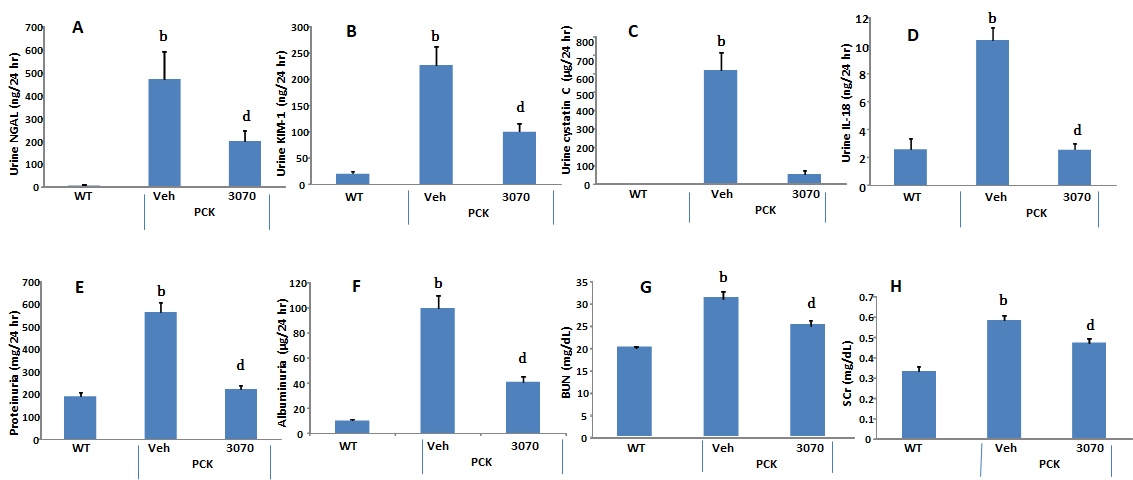 A
Urine NGAL (ng/24 hr)
700
600
500
400
300
200
100
0
b
d
WT
Veh
3070
PCK
B
Urine KIM-1 (ng/24 hr)
300
250
200
150
100
50
0
b
d
WT
Veh
3070
PCK
C
Urine cystatin C (µg/24 hr)
800
700
600
500
400
300
200
100
0
b
WT
Veh
3070
PCK
D
Urine IL-18 (ng/24 hr)
12
10
8
6
4
2
0
b
d
WT
Veh
3070
PCK
E
Proteinuria (mg/24 hr)
700
600
500
400
300
200
100
0
b
d
WT
Veh
3070
PCK
F
Albuminuria (µg/24 hr)
120
100
80
60
40
20
0
b
d
WT
Veh
3070
PCK
G
BUN (mg/dL)
35
30
25
20
15
10
5
0
b
d
WT
Veh
3070
PCK
H
SCr (mg/dL)
0.7
0.6
0.5
0.4
0.3
0.2
0.1
0
b
d
WT
Veh
3070
PCK